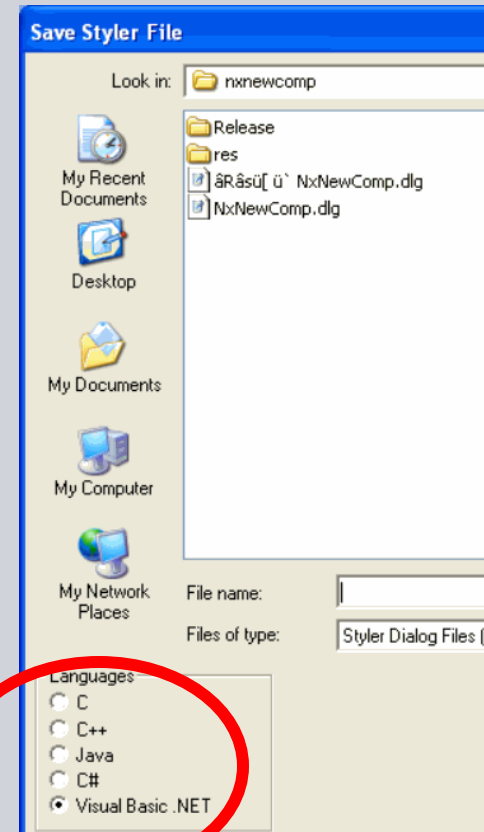 Save Styler File
Look in:
nxnewcomp
Release
res
âRâsü[ ü` NxNewComp.dlg
NxNewComp.dlg
My Recent
Documents
Desktop
My Documents
My Computer
My Network
Places
File name:
Files of type:
Styler Dialog Files (
Languages
C
C++
Java
C#
Visual Basic .NET